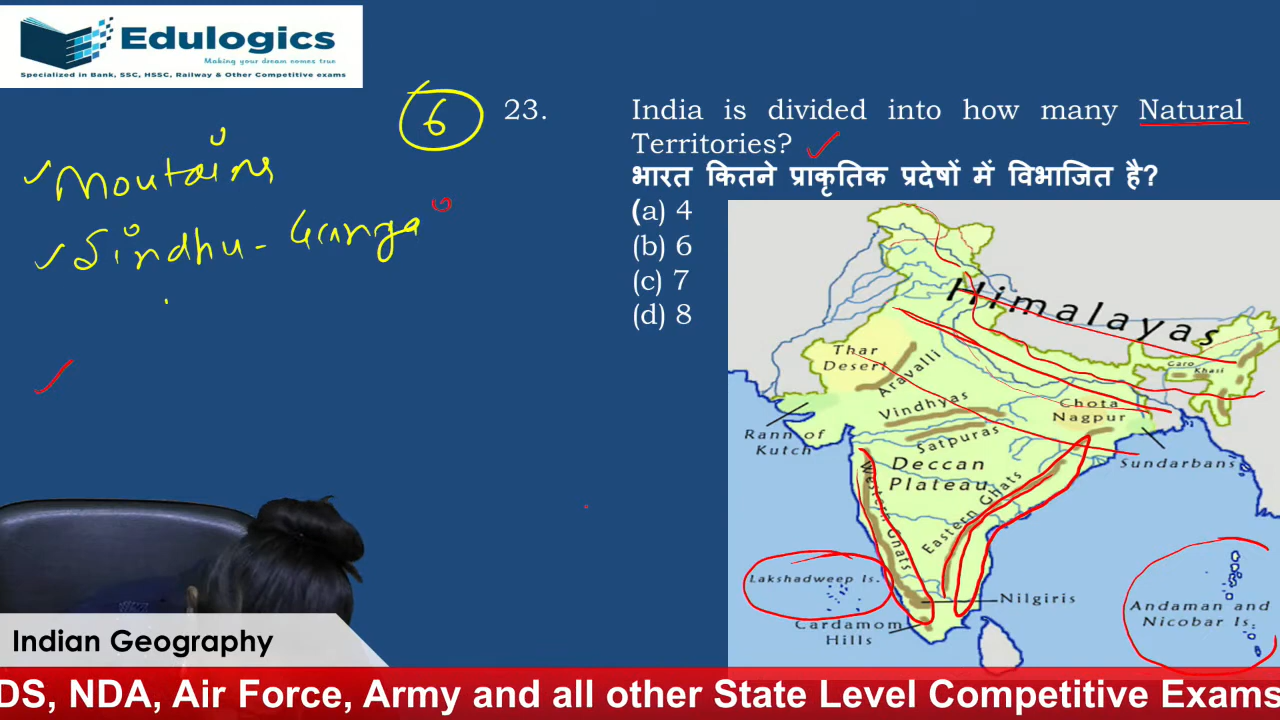 Edulogics
Making your dream comes true
Specialized in Bank, SSC, HSSC, Railway & Other Competitive exams
6
Moutains
Sindhu - Ganga
23.
India is divided into how many Natural
Territories?
भारत कितने प्राकृतिक प्रदेषों में विभाजित है?
(a) 4
(b) 6
(c) 7
(d) 8
Himalayas
Thar
Desert
Aravalli
Garo
Khasi
Vindhyas
Chota
Nagpur
Satpuras
Rann of
Kutch
Sundarbans
Deccan
Plateau
Western Ghats
Eastern Ghats
Lakshadweep Is.
Nilgiris
Cardamom
Hills
Andaman and
Nicobar Is.
Indian Geography
DS, NDA, Air Force, Army and all other State Level Competitive Exams